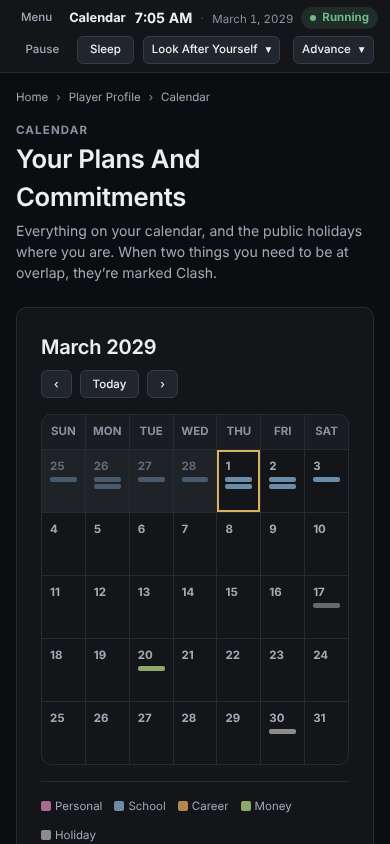 Menu Calendar 7:05 AM · March 1, 2029 Running
Pause Sleep Look After Yourself ▾ Advance ▾
Home › Player Profile › Calendar
CALENDAR
Your Plans And
Commitments
Everything on your calendar, and the public holidays
where you are. When two things you need to be at
overlap, they’re marked Clash.
March 2029
‹ Today ›
SUN MON TUE WED THU FRI SAT
25 26 27 28 1 2 3
4 5 6 7 8 9 10
11 12 13 14 15 16 17
18 19 20 21 22 23 24
25 26 27 28 29 30 31
Personal School Career Money
Holiday